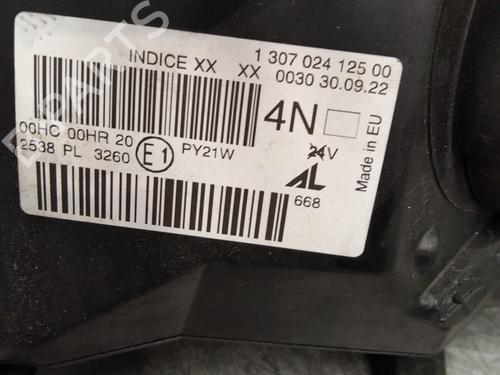 INDICE XX XX
1 307 024 125 00
0030 30.09.22
4N
00HC 00HR 20
2538 PL 3260
E1
PY21W
24V
AL
668
Made in EU
B-PARTS